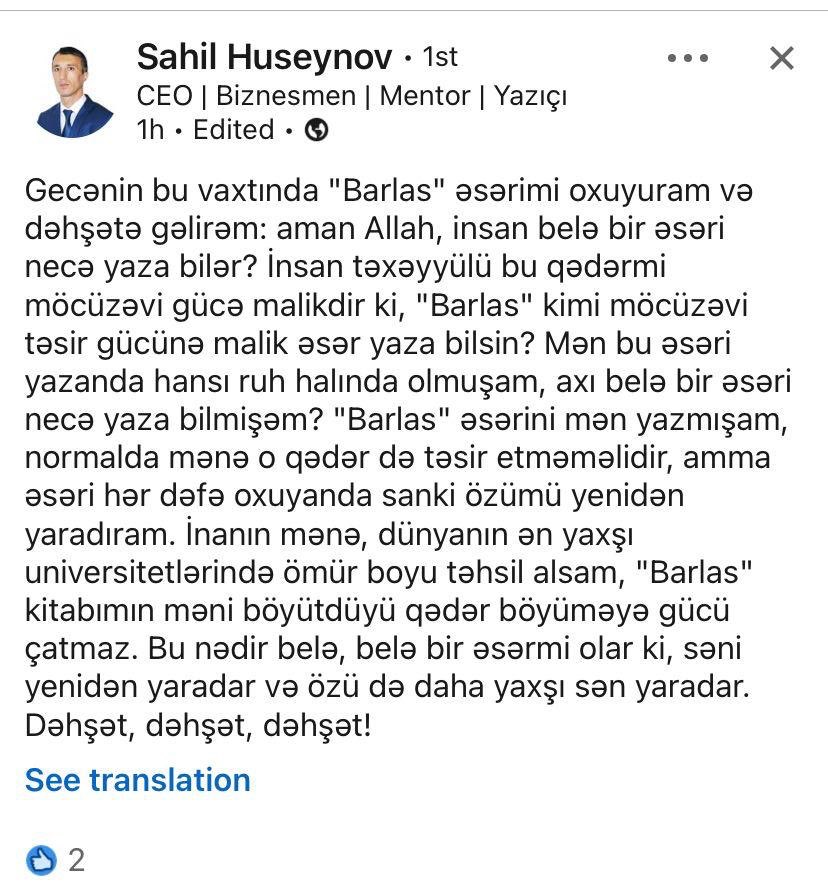 Sahil Huseynov • 1st
CEO | Biznesmen | Mentor | Yazıçı
1h • Edited •
Gecənin bu vaxtında "Barlas" əsərimi oxuyuram və
dəhşətə gəlirəm: aman Allah, insan belə bir əsəri
necə yaza bilər? İnsan təxəyyülü bu qədərmi
möcüzəvi gücə malikdir ki, "Barlas" kimi möcüzəvi
təsir gücünə malik əsər yaza bilsin? Mən bu əsəri
yazanda hansı ruh halında olmuşam, axı belə bir əsəri
necə yaza bilmişəm? "Barlas" əsərini mən yazmışam,
normalda mənə o qədər də təsir etməməlidir, amma
əsəri hər dəfə oxuyanda sanki özümü yenidən
yaradıram. İnanın mənə, dünyanın ən yaxşı
universitetlərində ömür boyu təhsil alsam, "Barlas"
kitabımın məni böyütdüyü qədər böyüməyə gücü
çatmaz. Bu nədir belə, belə bir əsərmi olar ki, səni
yenidən yaradar və özü də daha yaxşı sən yaradar.
Dəhşət, dəhşət, dəhşət!
See translation
2